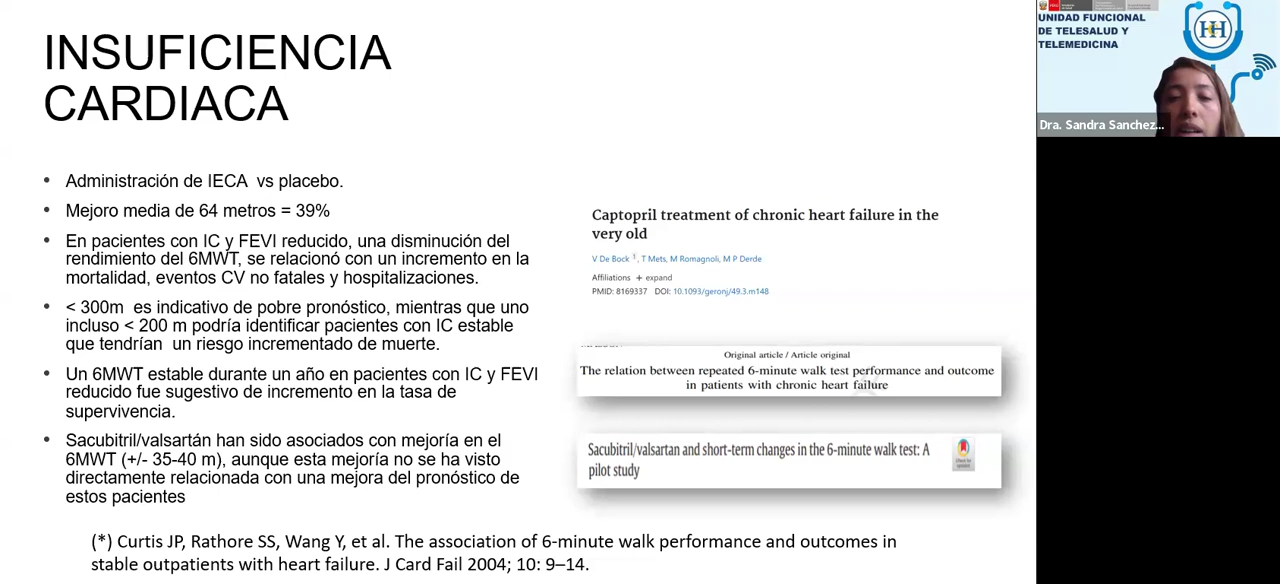 INSUFICIENCIA
CARDIACA
• Administración de IECA vs placebo.
• Mejoro media de 64 metros = 39%
• En pacientes con IC y FEVI reducido, una disminución del
rendimiento del 6MWT, se relacionó con un incremento en la
mortalidad, eventos CV no fatales y hospitalizaciones.
• < 300m es indicativo de pobre pronóstico, mientras que uno
incluso < 200 m podría identificar pacientes con IC estable
que tendrían un riesgo incrementado de muerte.
• Un 6MWT estable durante un año en pacientes con IC y FEVI
reducido fue sugestivo de incremento en la tasa de
supervivencia.
• Sacubitril/valsartán han sido asociados con mejoría en el
6MWT (+/- 35-40 m), aunque esta mejoría no se ha visto
directamente relacionada con una mejora del pronóstico de
estos pacientes
Captopril treatment of chronic heart failure in the
very old
V De Bock 1, T Mets, M Romagnoli, M P Derde
Affiliations + expand
PMID: 8169337 DOI: 10.1093/geronj/49.3.m148
Original article / Article original
The relation between repeated 6-minute walk test performance and outcome
in patients with chronic heart failure
Sacubitril/valsartan and short-term changes in the 6-minute walk test: A
pilot study
(*) Curtis JP, Rathore SS, Wang Y, et al. The association of 6-minute walk performance and outcomes in
stable outpatients with heart failure. J Card Fail 2004; 10: 9–14.
UNIDAD FUNCIONAL
DE TELESALUD Y
TELEMEDICINA
Dra. Sandra Sanchez...